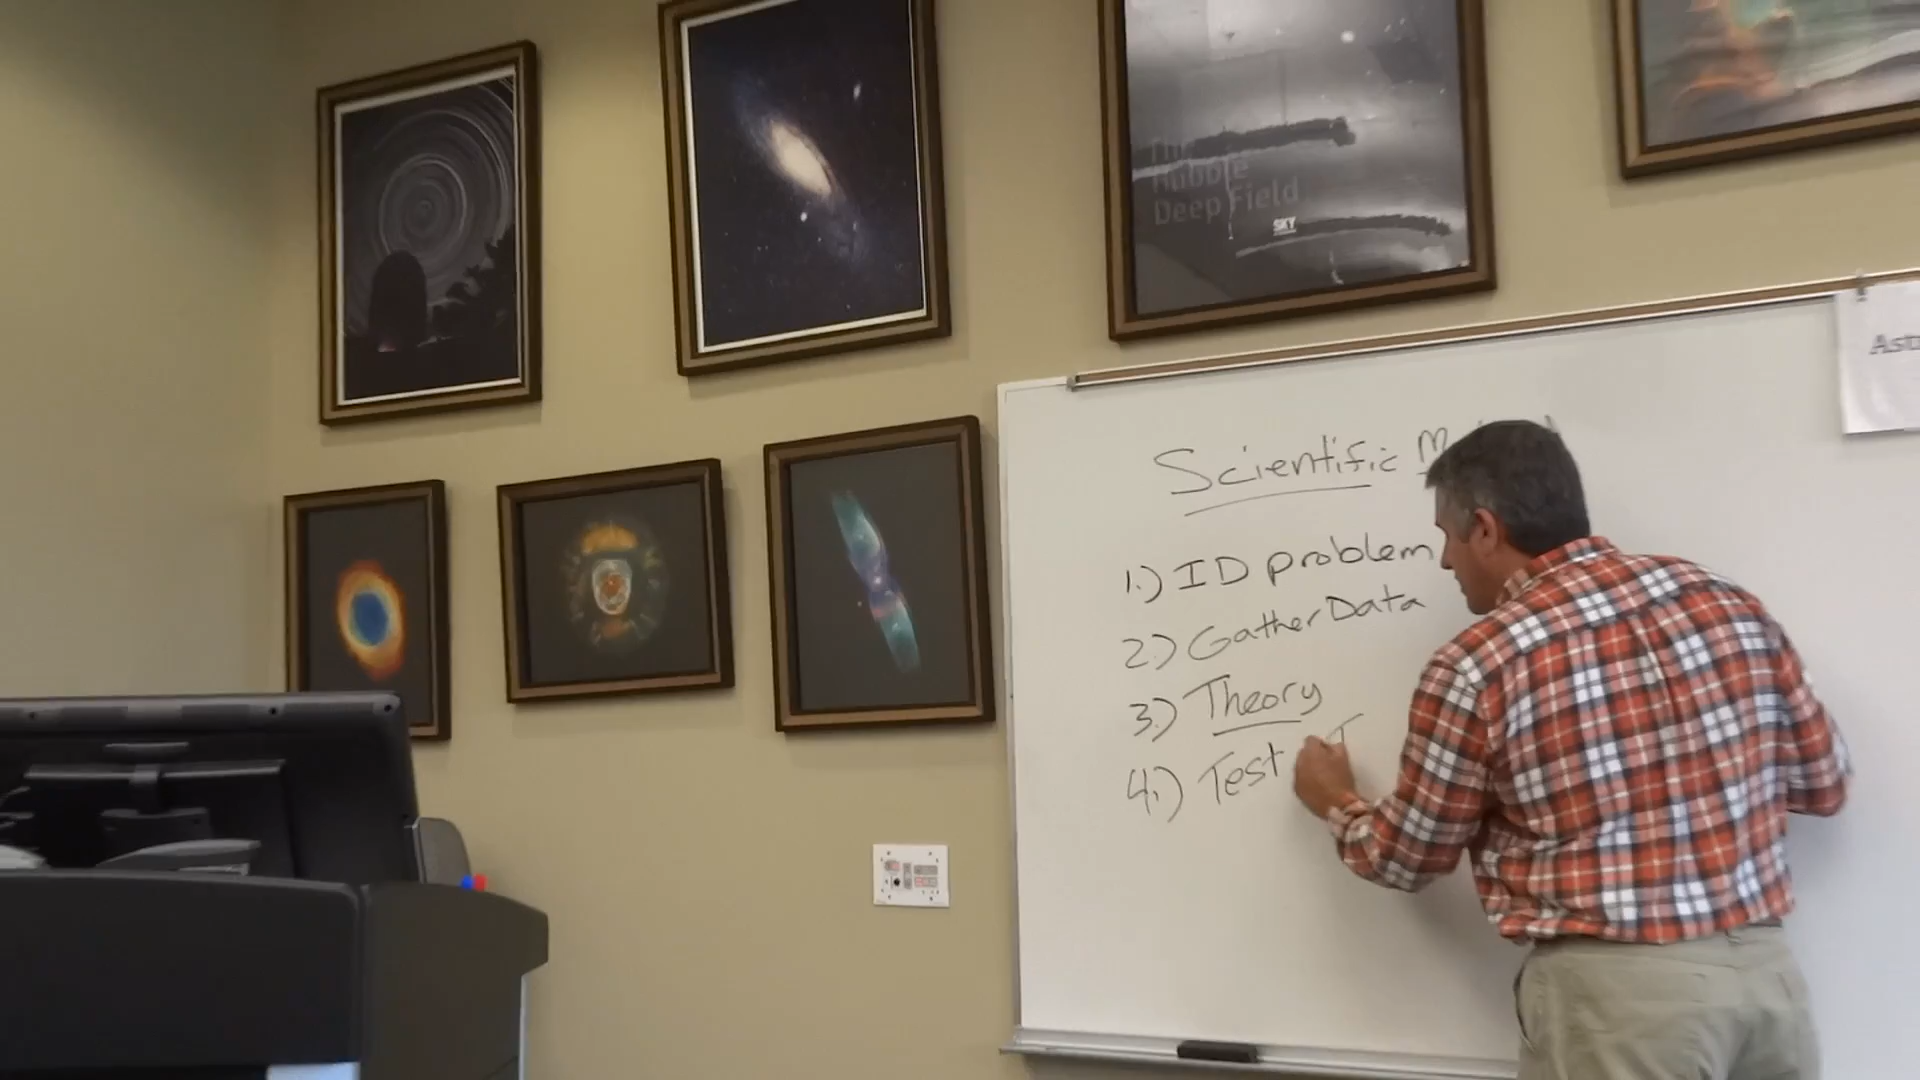 The
Hubble
Deep Field
SKY
Scientific
1.) ID problem
2.) Gather Data
3.) Theory
4.) Test T